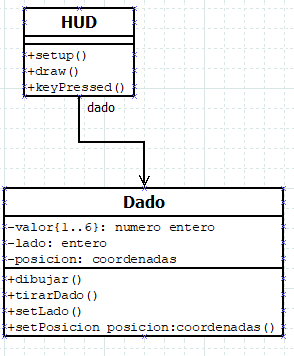 HUD
+setup()
+draw()
+keyPressed()
dado
Dado
-valor{1..6}: numero entero
-lado: entero
-posicion: coordenadas
+dibujar()
+tirarDado()
+setLado()
+setPosicion posicion:coordenadas()